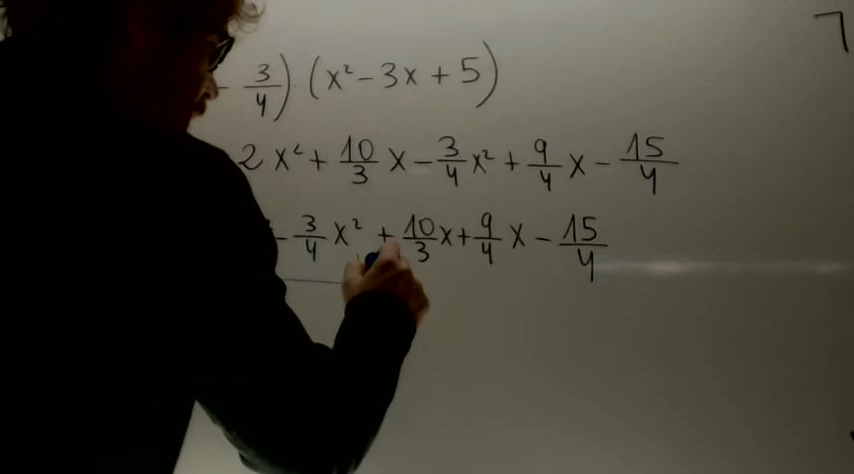 - 3/4) · (x² - 3x + 5)
2x² + 10/3 x - 3/4 x² + 9/4 x - 15/4
- 3/4 x² + 10/3 x + 9/4 x - 15/4